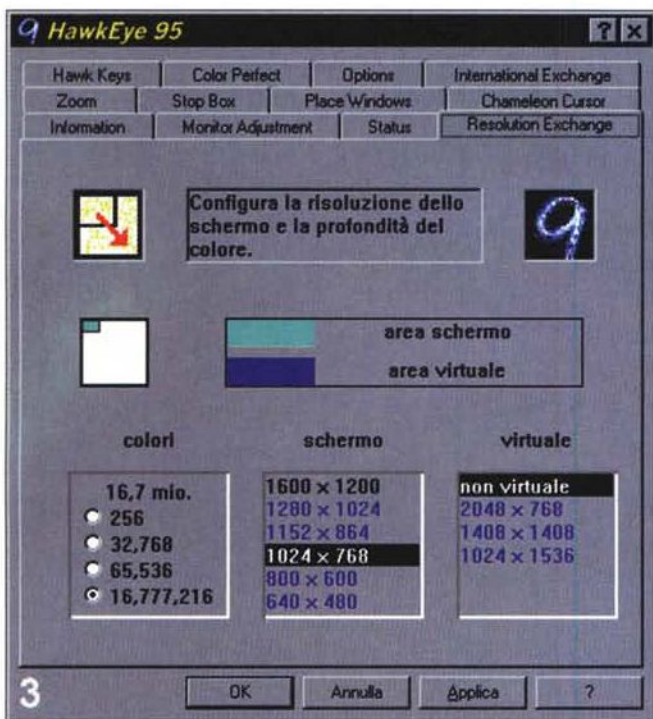 HawkEye 95
? ×
Hawk Keys Color Perfect Options International Exchange
Zoom Stop Box Place Windows Chameleon Cursor
Information Monitor Adjustment Status Resolution Exchange
Configura la risoluzione dello
schermo e la profondità del
colore.
area schermo
area virtuale
colori schermo virtuale
16,7 mio.
256
32,768
65,536
16,777,216
1600 × 1200
1280 × 1024
1152 × 864
1024 × 768
800 × 600
640 × 480
non virtuale
2048 × 768
1408 × 1408
1024 × 1536
3
OK Annulla Applica ?